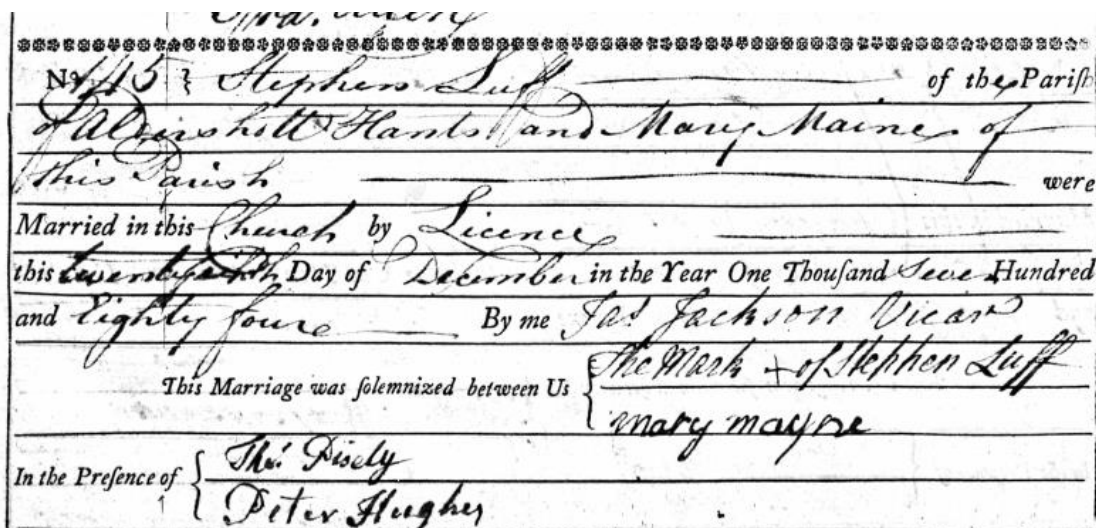 No 415 } Stephen Luff of the Pariſh
of Aldershott Hants and Mary Maine of
this Parish were
Married in this Church by Licence
this Day of December in the Year One Thouſand Seven Hundred
and Eighty foure By me Jas. Jackson Vicar
This Marriage was ſolemnized between Us { The Mark + of Stephen Luff
mary mayne
In the Preſence of { Thos. Pisely
Peter Hughes